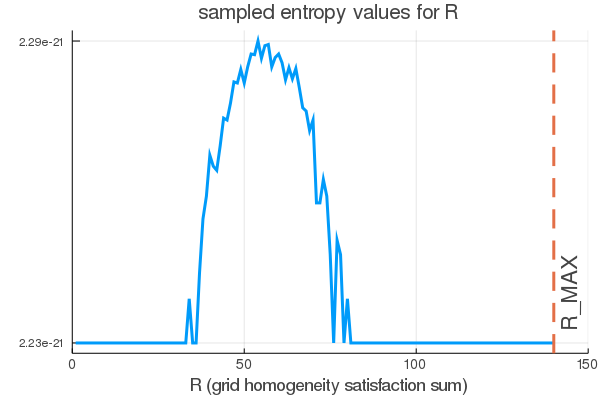 sampled entropy values for R
2.29e-21
2.23e-21
R_MAX
0
50
100
150
R (grid homogeneity satisfaction sum)